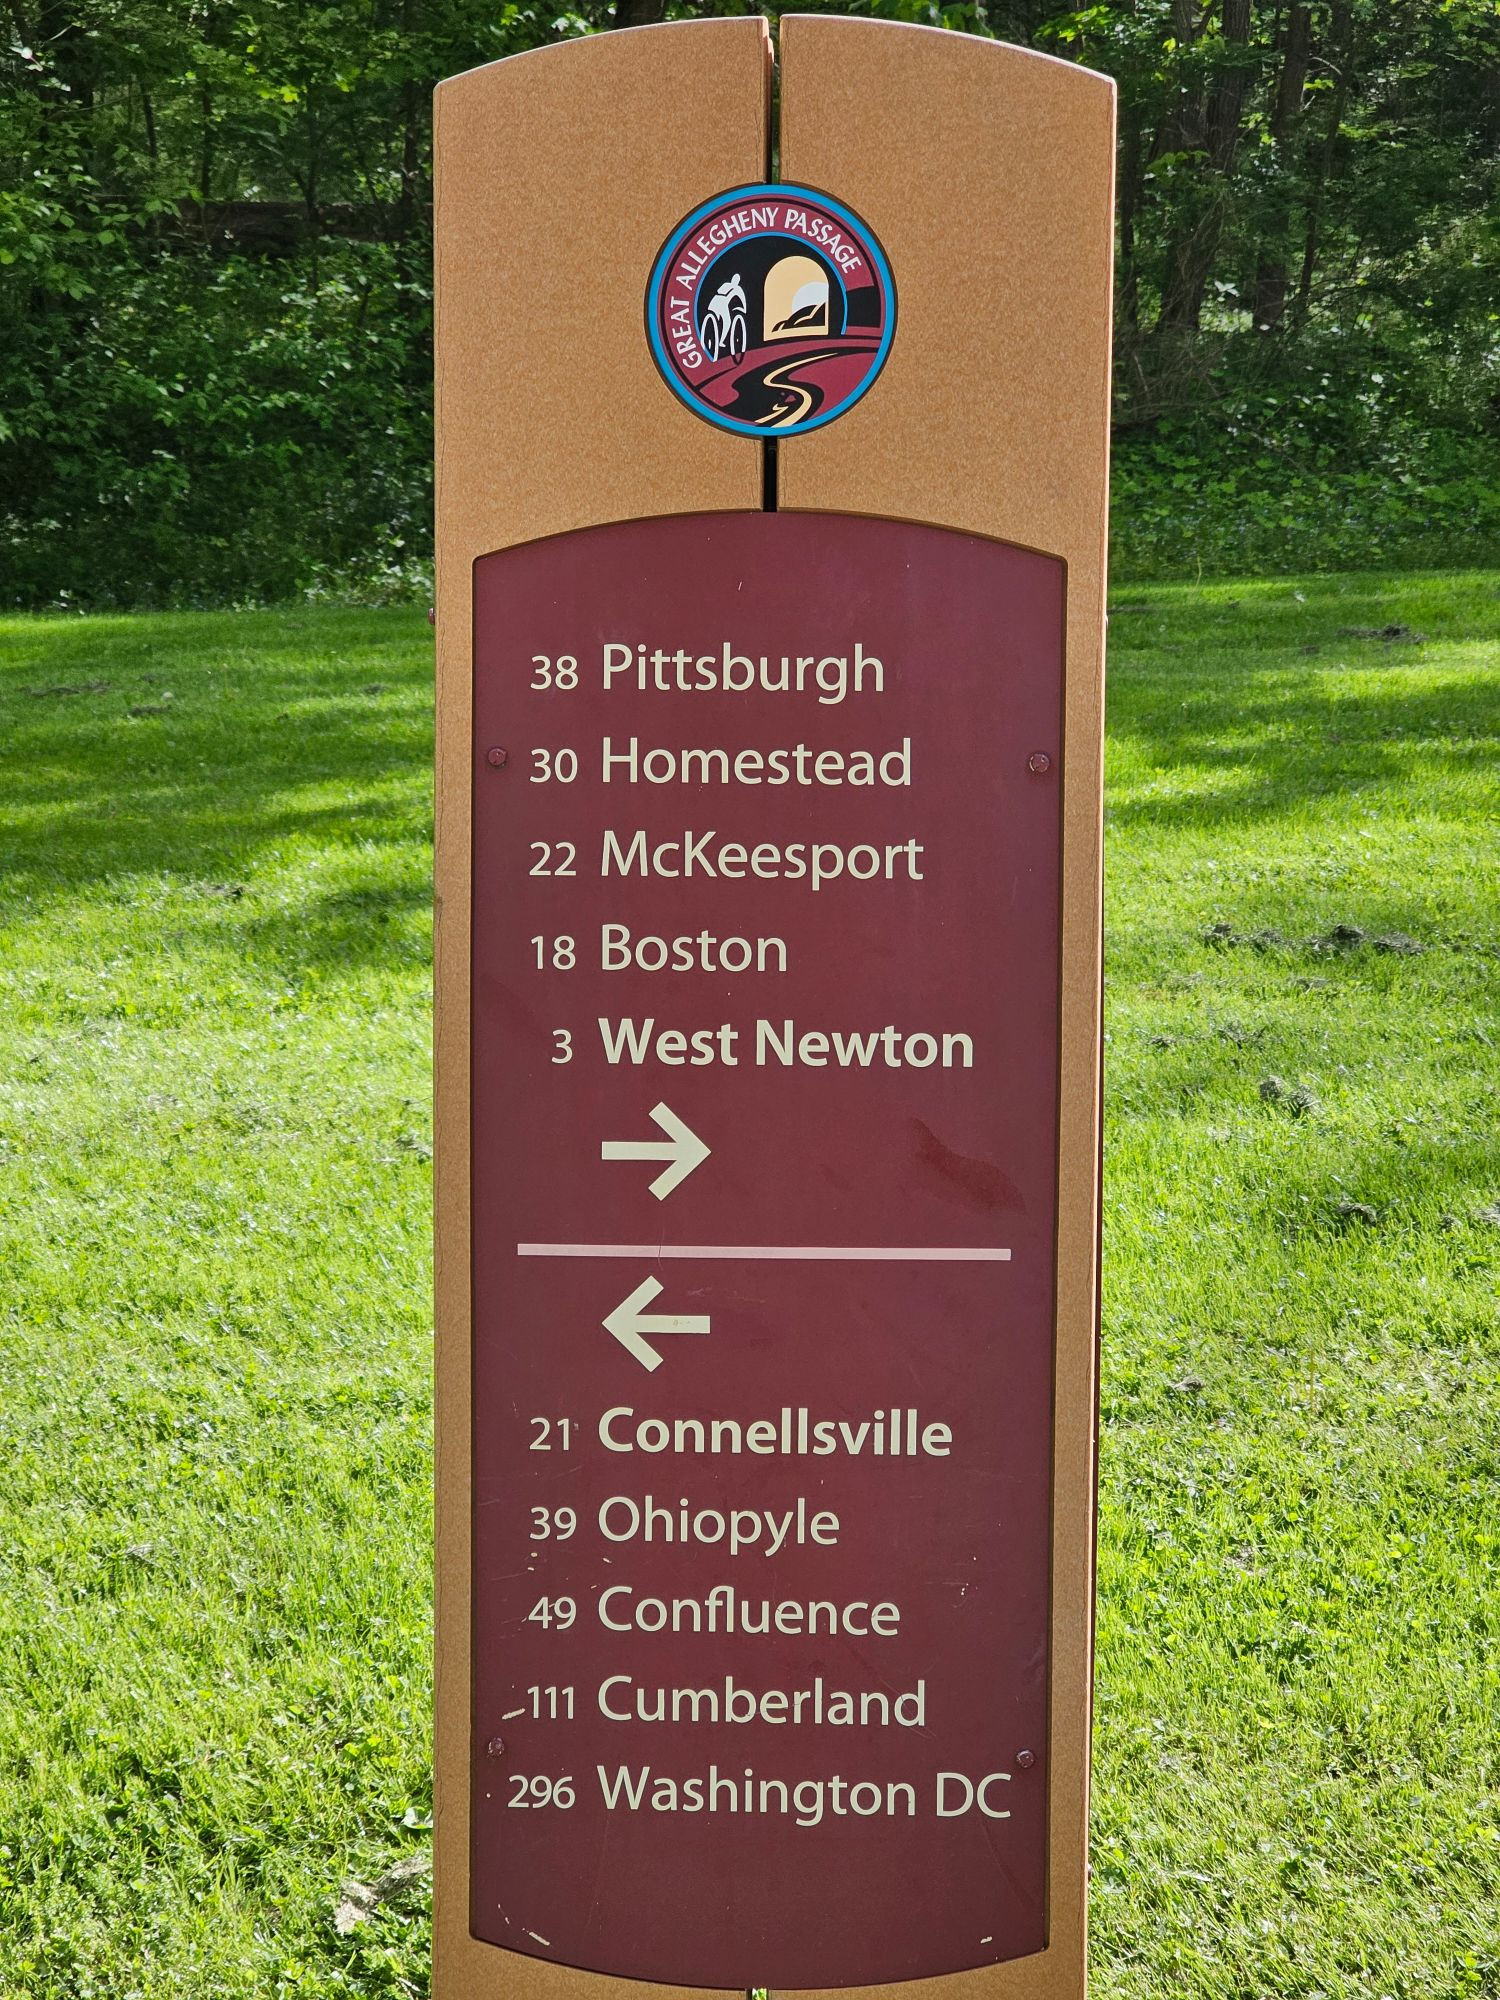 GREAT ALLEGHENY PASSAGE
38 Pittsburgh
30 Homestead
22 McKeesport
18 Boston
3 West Newton
→
←
21 Connellsville
39 Ohiopyle
49 Confluence
111 Cumberland
296 Washington DC